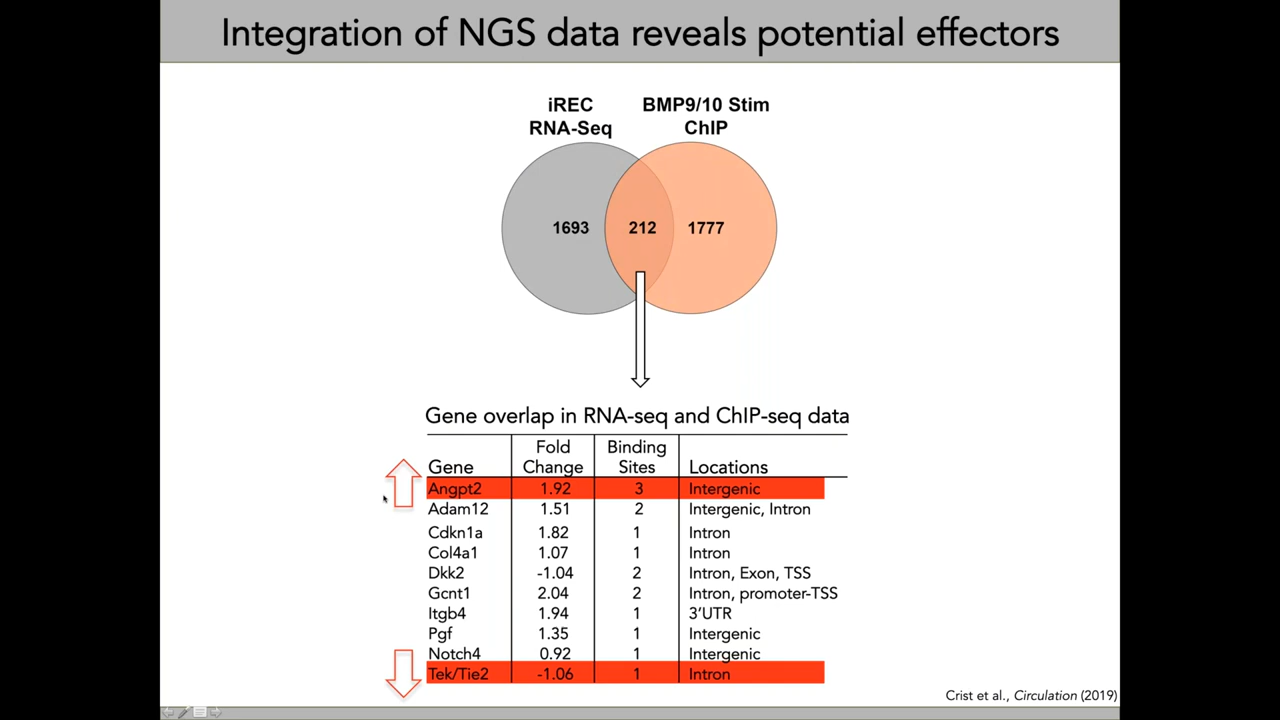 Integration of NGS data reveals potential effectors
iREC
RNA-Seq
BMP9/10 Stim
ChIP
1693
212
1777
Gene overlap in RNA-seq and ChIP-seq data
Gene Fold Change Binding Sites Locations
Angpt2 1.92 3 Intergenic
Adam12 1.51 2 Intergenic, Intron
Cdkn1a 1.82 1 Intron
Col4a1 1.07 1 Intron
Dkk2 -1.04 2 Intron, Exon, TSS
Gcnt1 2.04 2 Intron, promoter-TSS
Itgb4 1.94 1 3'UTR
Pgf 1.35 1 Intergenic
Notch4 0.92 1 Intergenic
Tek/Tie2 -1.06 1 Intron
Crist et al., Circulation (2019)